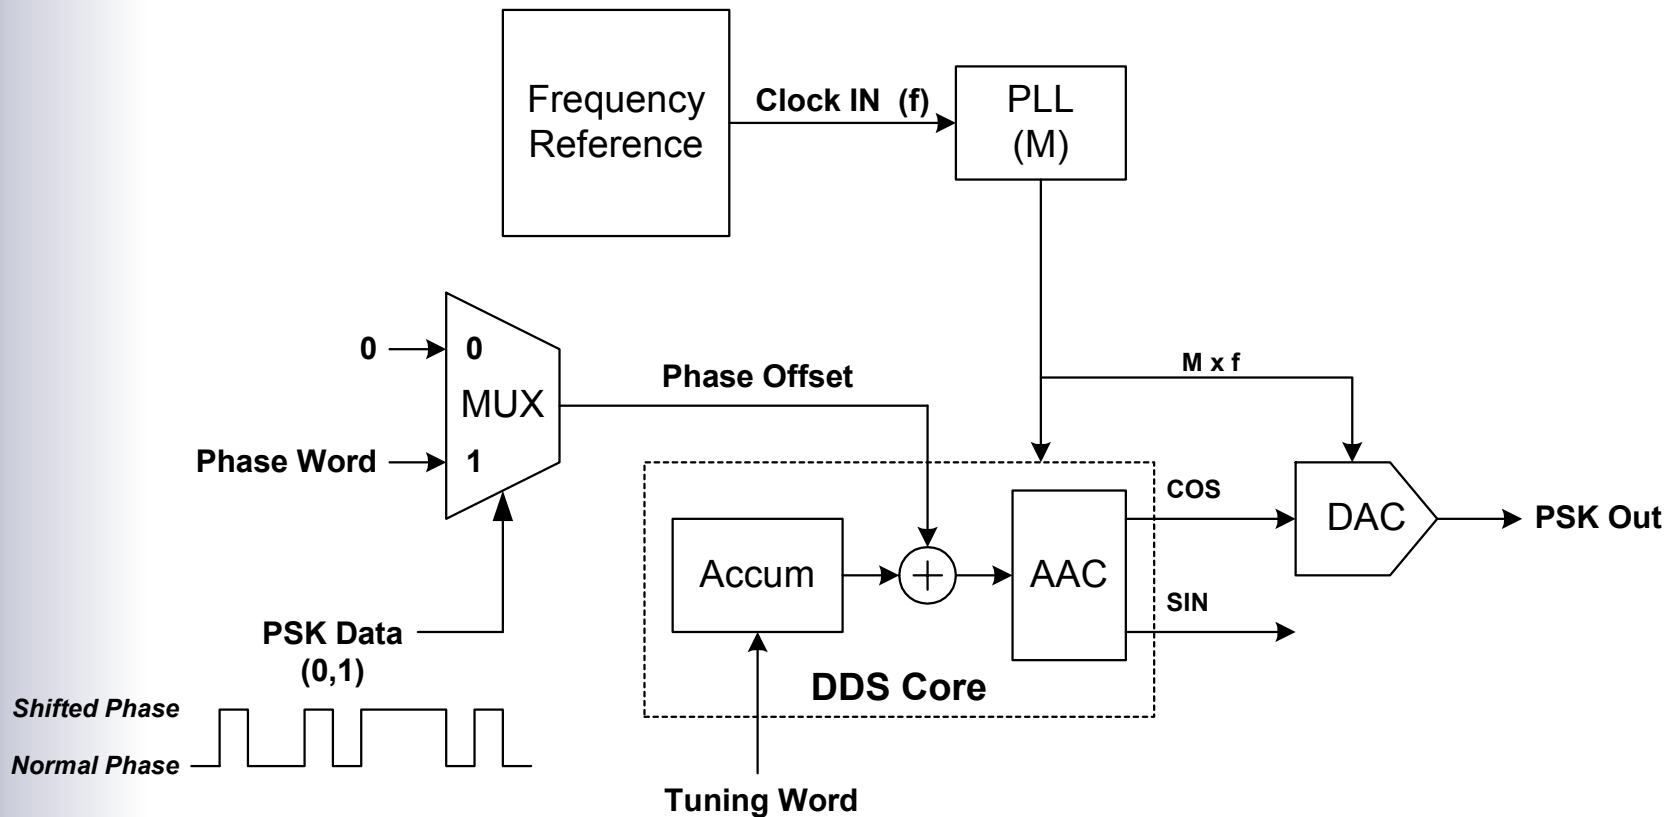 Frequency
Reference
Clock IN (f)
PLL
(M)
0
0
MUX
Phase Offset
M x f
Phase Word
1
COS
DAC
PSK Out
Accum
+
AAC
SIN
PSK Data
(0,1)
DDS Core
Shifted Phase
Normal Phase
Tuning Word